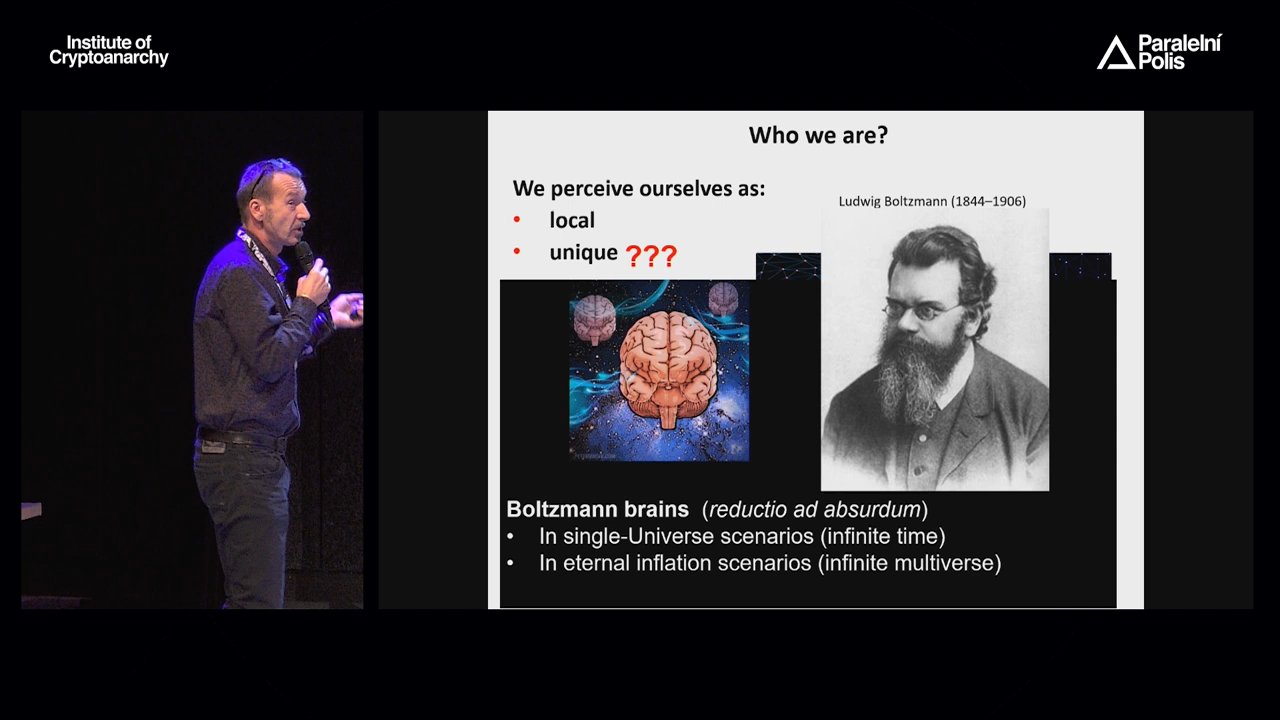 Institute of
Cryptoanarchy
Paralelní
Polis
Who we are?
We perceive ourselves as:
• local
• unique ???
Ludwig Boltzmann (1844–1906)
Boltzmann brains (reductio ad absurdum)
• In single-Universe scenarios (infinite time)
• In eternal inflation scenarios (infinite multiverse)